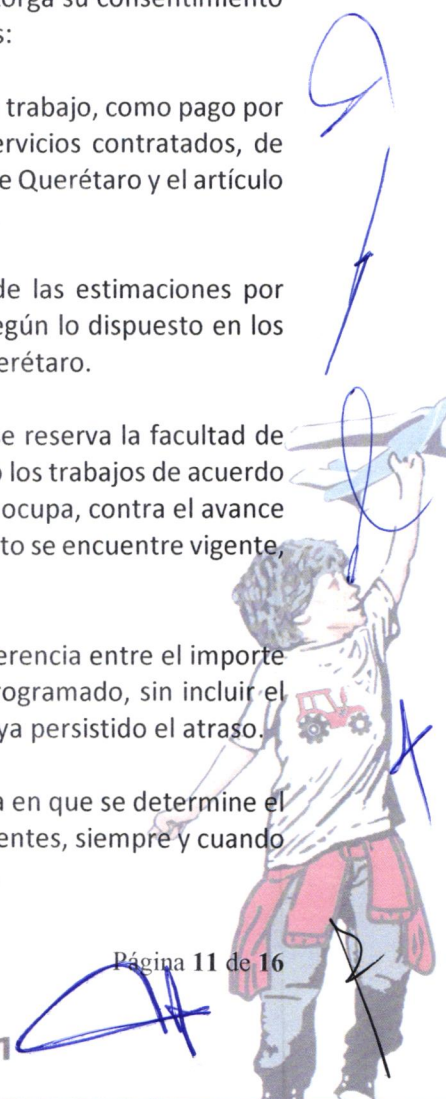 su consentimiento
s:
trabajo, como pago por
ervicios contratados, de
e Querétaro y el artículo
de las estimaciones por
egún lo dispuesto en los
erétaro.
e reserva la facultad de
o los trabajos de acuerdo
ocupa, contra el avance
to se encuentre vigente,
erencia entre el importe
rogramado, sin incluir el
ya persistido el atraso.
a en que se determine el
entes, siempre y cuando
Página 11 de 16
1